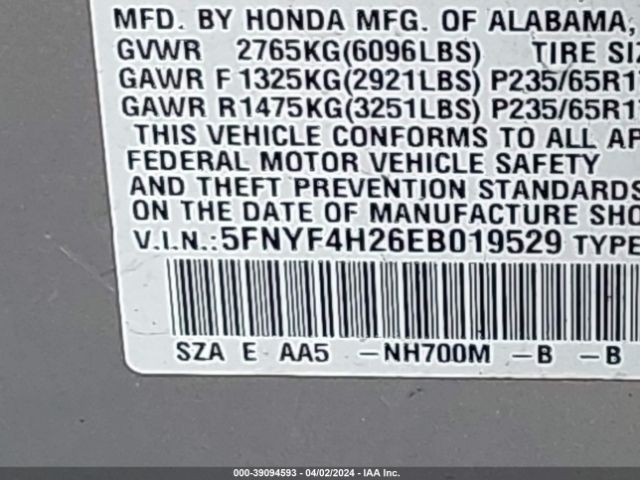 MFD. BY HONDA MFG. OF ALABAMA,
GVWR 2765KG(6096LBS) TIRE SIZ
GAWR F 1325KG(2921LBS) P235/65R1
GAWR R1475KG(3251LBS) P235/65R1
THIS VEHICLE CONFORMS TO ALL AP
FEDERAL MOTOR VEHICLE SAFETY
AND THEFT PREVENTION STANDARDS
ON THE DATE OF MANUFACTURE SHO
V.I.N.:5FNYF4H26EB019529 TYPE
SZA E AA5 -NH700M -B -B
000-39094593 - 04/02/2024 - IAA Inc.